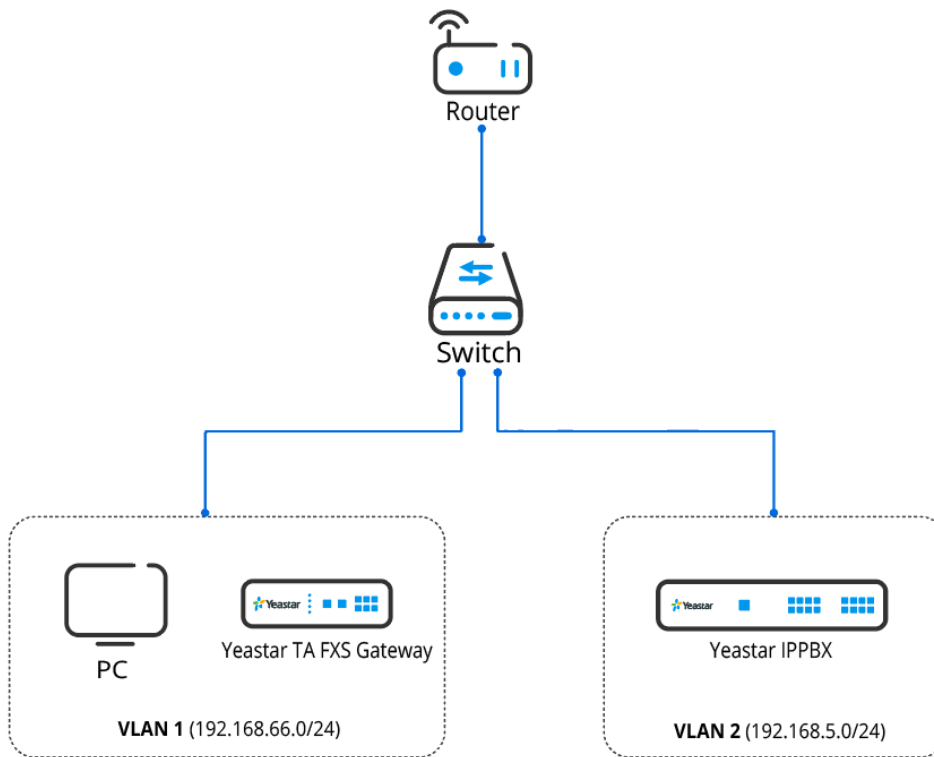 Router
Switch
Yeastar
Yeastar
PC
Yeastar TA FXS Gateway
Yeastar IPPBX
VLAN 1 (192.168.66.0/24)
VLAN 2 (192.168.5.0/24)